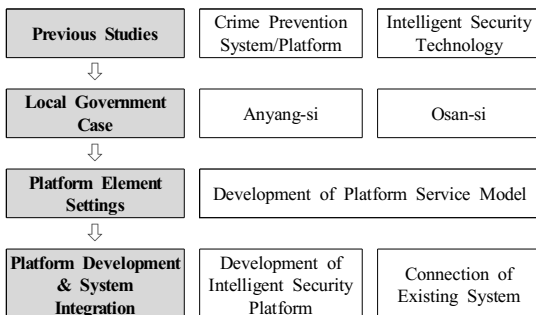 Previous Studies
Crime Prevention
System/Platform
Intelligent Security
Technology
Local Government
Case
Anyang-si
Osan-si
Platform Element
Settings
Development of Platform Service Model
Platform Development
& System
Integration
Development of
Intelligent Security
Platform
Connection of
Existing System